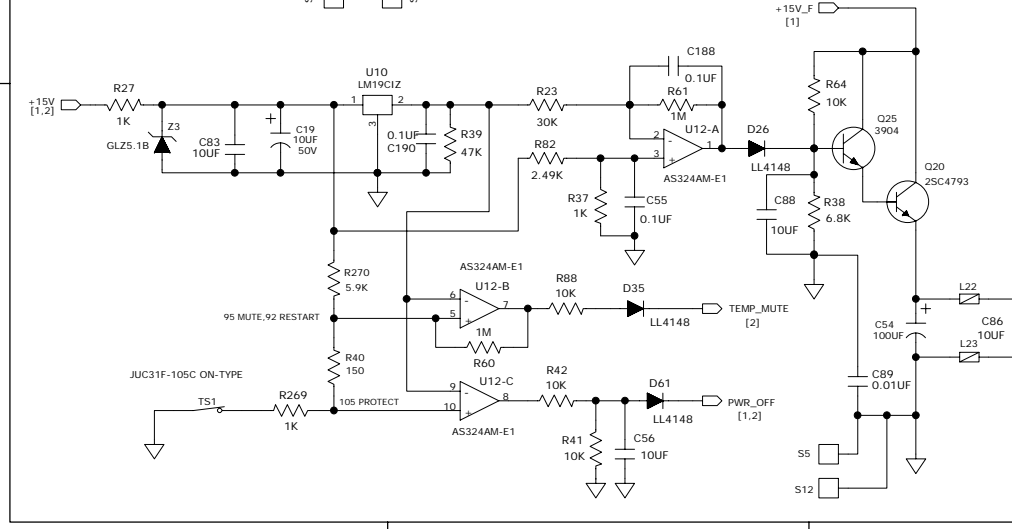 +15V_F
[1]
C188
0.1UF
U10
LM19CIZ
R27
1K
+15V
[1,2]
1
2
3
R23
30K
R61
1M
R64
10K
Z3
GLZ5.1B
C83
10UF
+
C19
10UF
50V
0.1UF
C190
R39
47K
R82
2.49K
2
-
3
+
U12-A
1
AS324AM-E1
D26
LL4148
Q25
3904
Q20
2SC4793
R37
1K
C55
0.1UF
C88
10UF
R38
6.8K
R270
5.9K
AS324AM-E1
U12-B
6
-
5
+
7
1M
R60
R88
10K
D35
LL4148
TEMP_MUTE
[2]
95 MUTE,92 RESTART
L22
+
C54
100UF
C86
10UF
L23
R40
150
JUC31F-105C ON-TYPE
TS1
R269
1K
105 PROTECT
U12-C
9
-
10
+
8
AS324AM-E1
R42
10K
D61
LL4148
PWR_OFF
[1,2]
C89
0.01UF
R41
10K
C56
10UF
S5
S12